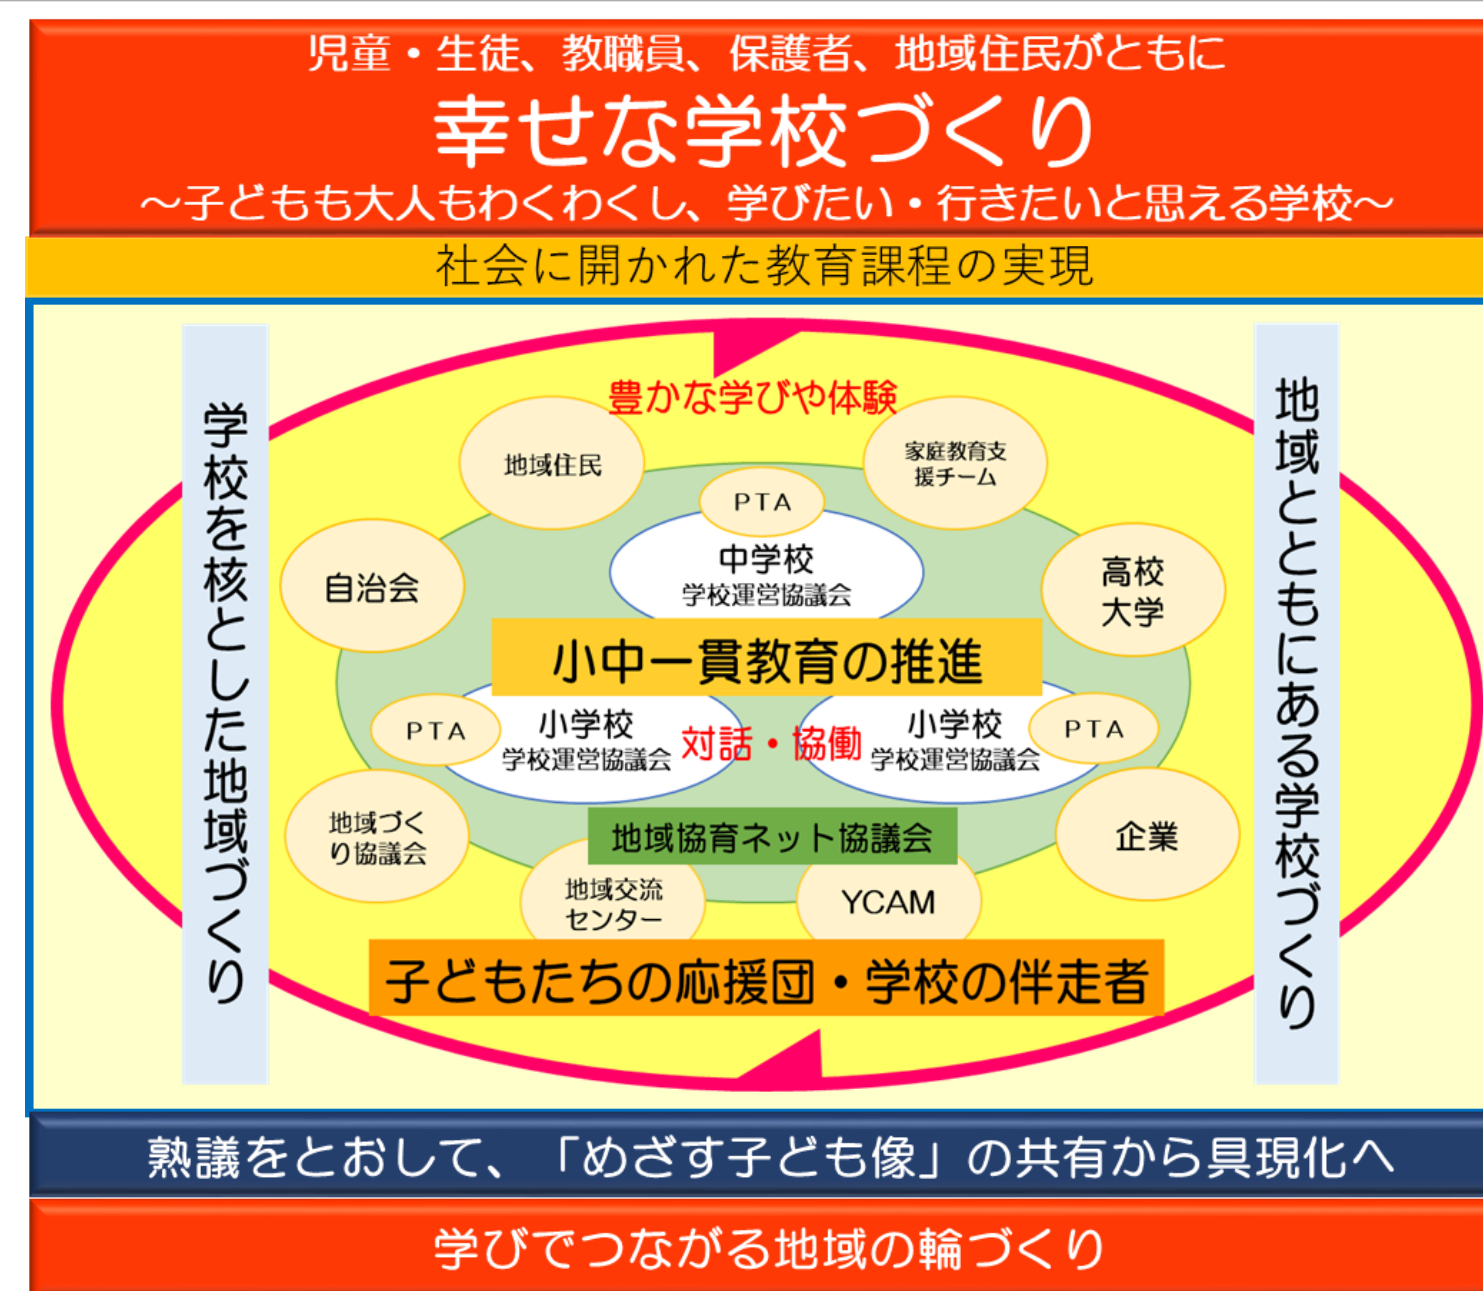 児童・生徒、教職員、保護者、地域住民がともに
幸せな学校づくり
～子どもも大人もわくわくし、学びたい・行きたいと思える学校～
社会に開かれた教育課程の実現
学校を核とした地域づくり
地域とともにある学校づくり
豊かな学びや体験
地域住民
家庭教育支
援チーム
PTA
中学校
学校運営協議会
自治会
高校
大学
小中一貫教育の推進
PTA
小学校
学校運営協議会
対話・協働
小学校
学校運営協議会
PTA
地域づく
り協議会
地域協育ネット協議会
企業
地域交流
センター
YCAM
子どもたちの応援団・学校の伴走者
熟議をとおして、「めざす子ども像」の共有から具現化へ
学びでつながる地域の輪づくり